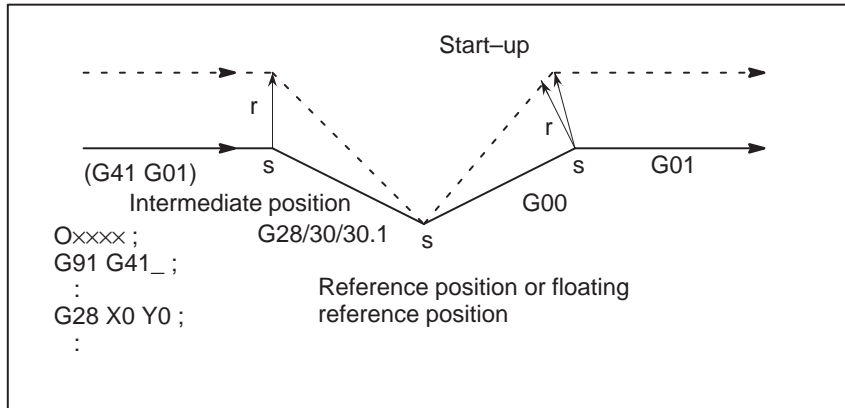 Start–up
r
r
s
s
G01
(G41 G01)
Intermediate position
G00
G28/30/30.1
s
O×××× ;
G91 G41_ ;
:
G28 X0 Y0 ;
:
Reference position or floating
reference position